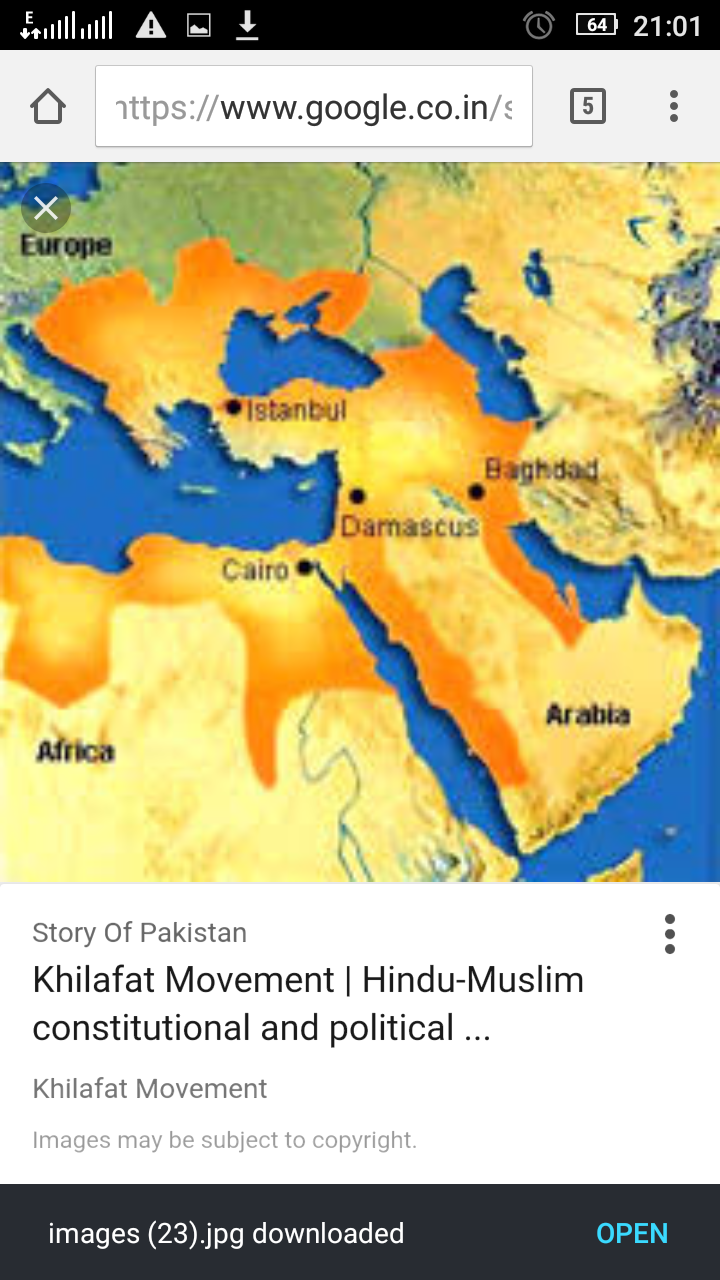 E
64
21:01
https://www.google.co.in/s
5
Europe
Istanbul
Baghdad
Damascus
Cairo
Arabia
Africa
Story Of Pakistan
Khilafat Movement | Hindu-Muslim
constitutional and political ...
Khilafat Movement
Images may be subject to copyright.
images (23).jpg downloaded
OPEN